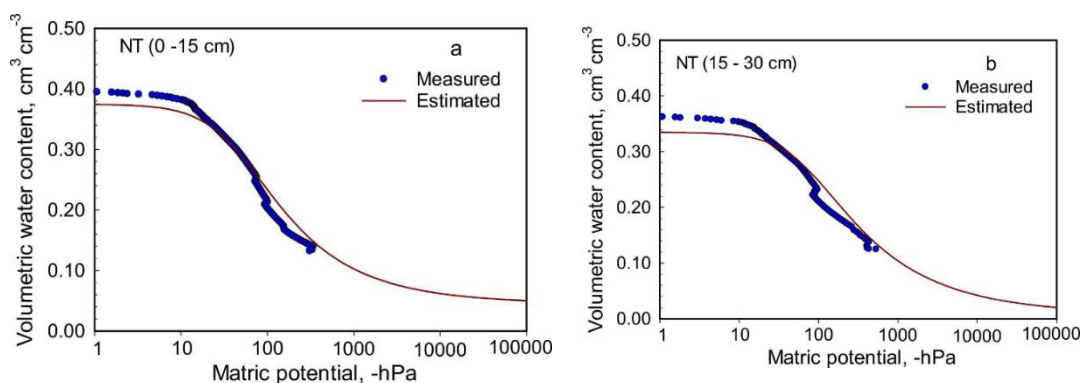 0.50
NT (0 -15 cm)
a
Measured
Estimated
0.40
0.30
0.20
0.10
0.00
Volumetric water content, cm³ cm⁻³
1 10 100 1000 10000 100000
Matric potential, -hPa
0.50
NT (15 - 30 cm)
b
Measured
Estimated
0.40
0.30
0.20
0.10
0.00
Volumetric water content, cm³ cm⁻³
1 10 100 1000 10000 100000
Matric potential, -hPa